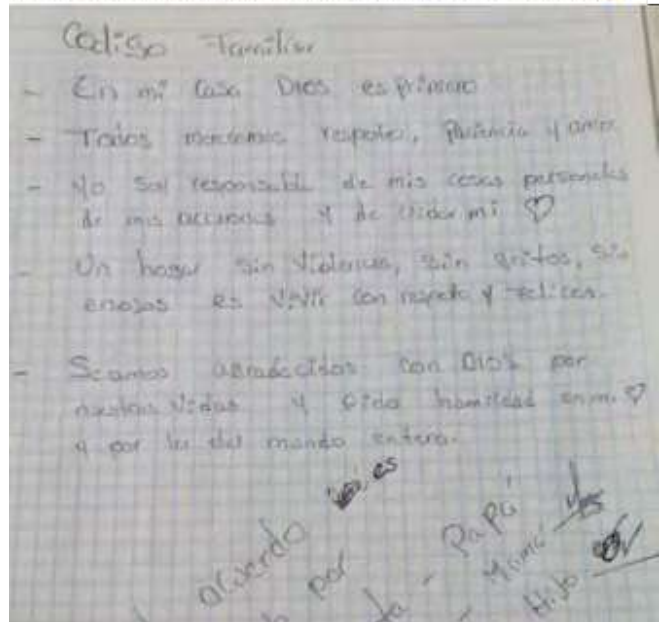 Codigo Familiar
- En mi Casa Dios es primero
- Todos merecemos respeto, Paciencia y amor
- Yo Soi responsable de mis cosas personales
de mis acciones y de cuidar mi ♡
- Un hogar sin violencia, sin gritos, sin
enojos es vivir con respeto y felices.
- Seamos agradecidos con Dios por
nuestras vidas y pido humildad en mi ♡
y por la del mundo entero.
acuerdo
por
- Papá
- Mamá
Hijo